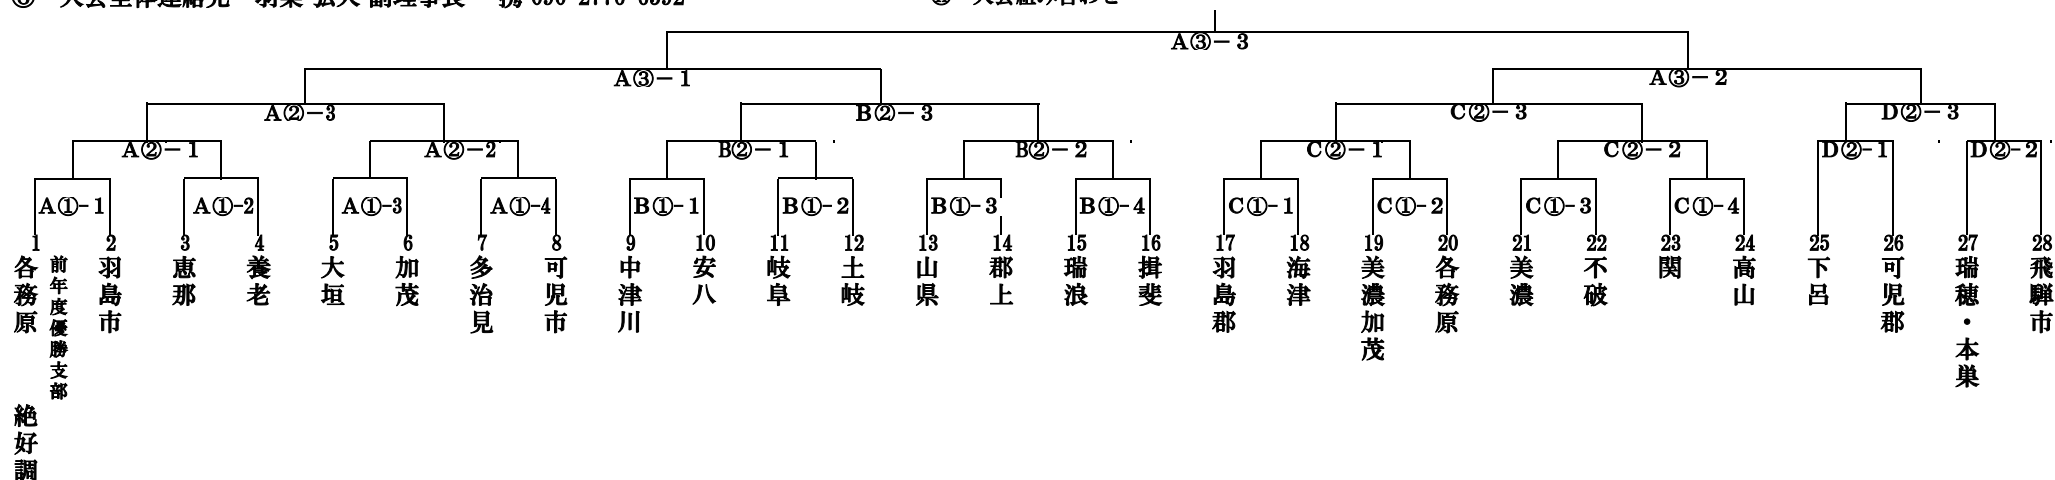 A③－3
A③－1
A③－2
A②－3
B②－3
C②－3
D②－3
A②－1
A②－2
B②－1
B②－2
C②－1
C②－2
D②-1
D②-2
A①-1
A①-2
A①-3
A①-4
B①-1
B①-2
B①-3
B①-4
C①-1
C①-2
C①-3
C①-4
1 各務原 絶好調
前年度優勝支部
2 羽島市
3 恵那
4 養老
5 大垣
6 加茂
7 多治見
8 可児市
9 中津川
10 安八
11 岐阜
12 土岐
13 山県
14 郡上
15 瑞浪
16 揖斐
17 羽島郡
18 海津
19 美濃加茂
20 各務原
21 美濃
22 不破
23 関
24 高山
25 下呂
26 可児郡
27 瑞穂・本巣
28 飛騨市